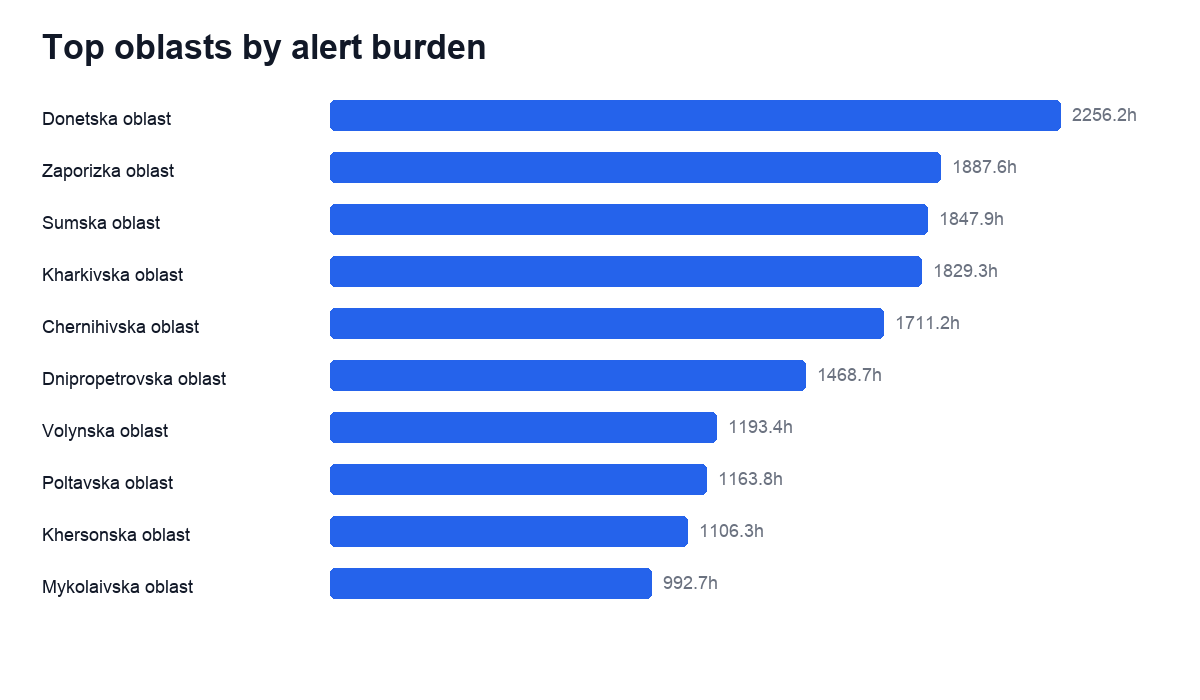 Top oblasts by alert burden
Donetska oblast 2256.2h
Zaporizka oblast 1887.6h
Sumska oblast 1847.9h
Kharkivska oblast 1829.3h
Chernihivska oblast 1711.2h
Dnipropetrovska oblast 1468.7h
Volynska oblast 1193.4h
Poltavska oblast 1163.8h
Khersonska oblast 1106.3h
Mykolaivska oblast 992.7h